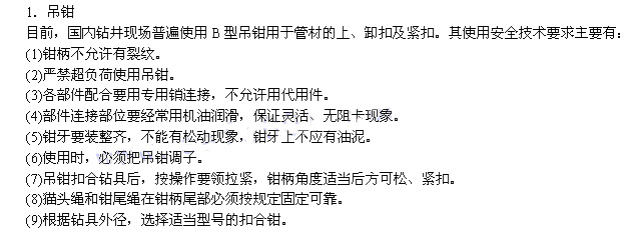 1. 吊钳
目前，国内钻井现场普遍使用 B 型吊钳用于管材的上、卸扣及紧扣。其使用安全技术要求主要有：
(1)钳柄不允许有裂纹。
(2)严禁超负荷使用吊钳。
(3)各部件配合要用专用销连接，不允许用代用件。
(4)部件连接部位要经常用机油润滑，保证灵活、无阻卡现象。
(5)钳牙要装整齐，不能有松动现象，钳牙上不应有油泥。
(6)使用时，必须把吊钳调子。
(7)吊钳扣合钻具后，按操作要领拉紧，钳柄角度适当后方可松、紧扣。
(8)猫头绳和钳尾绳在钳柄尾部必须按规定固定可靠。
(9)根据钻具外径，选择适当型号的扣合钳。